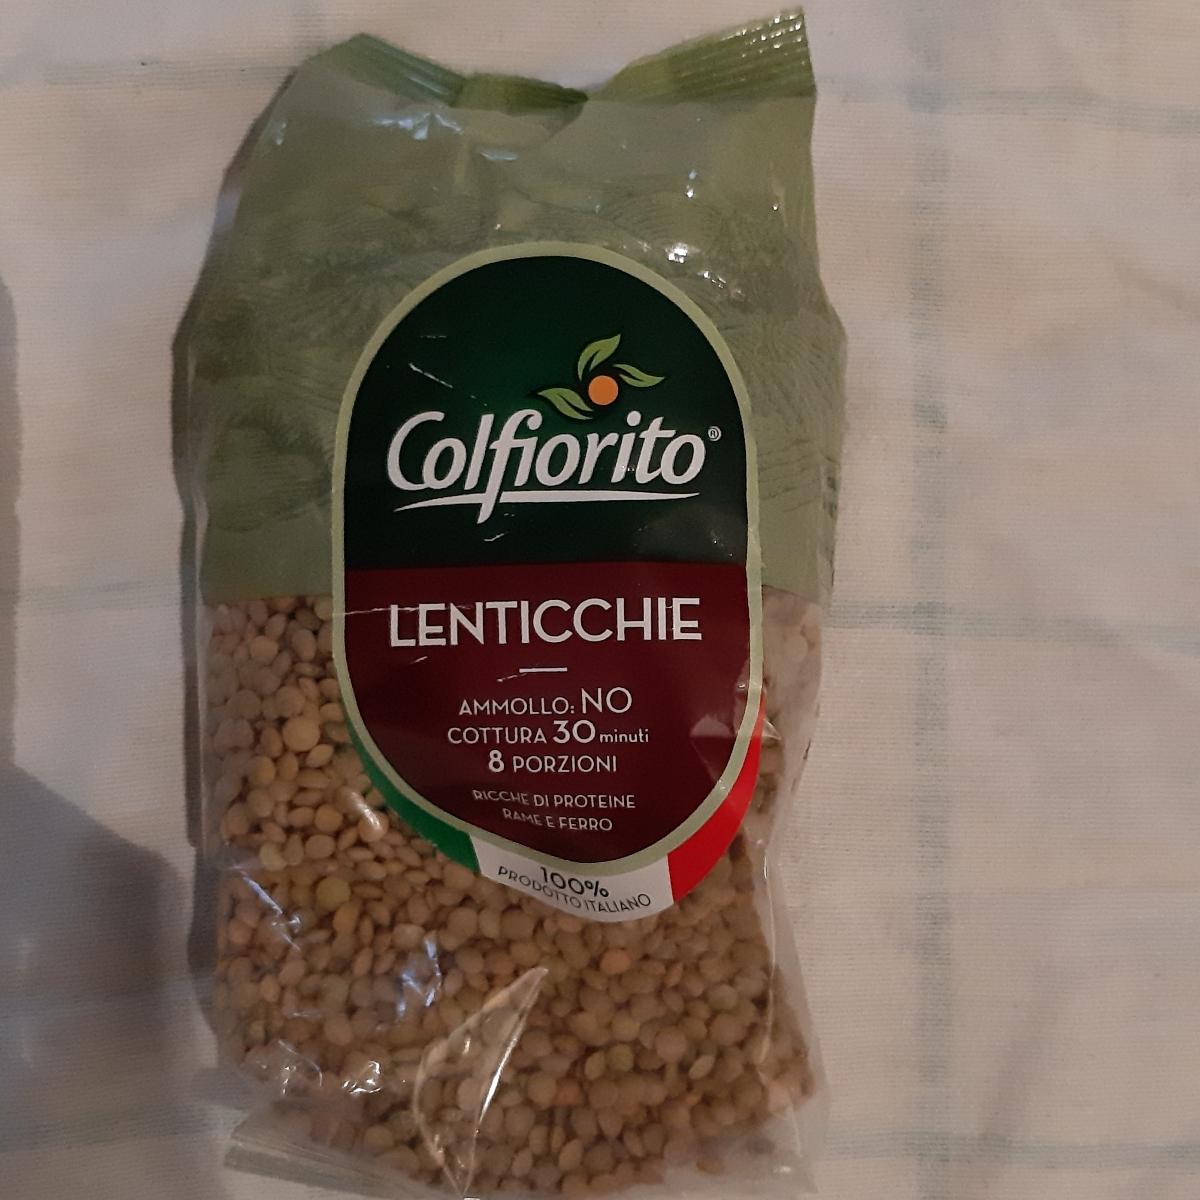 Colfiorito®
LENTICCHIE
AMMOLLO: NO
COTTURA 30 minuti
8 PORZIONI
RICCHE DI PROTEINE
RAME E FERRO
100%
PRODOTTO ITALIANO